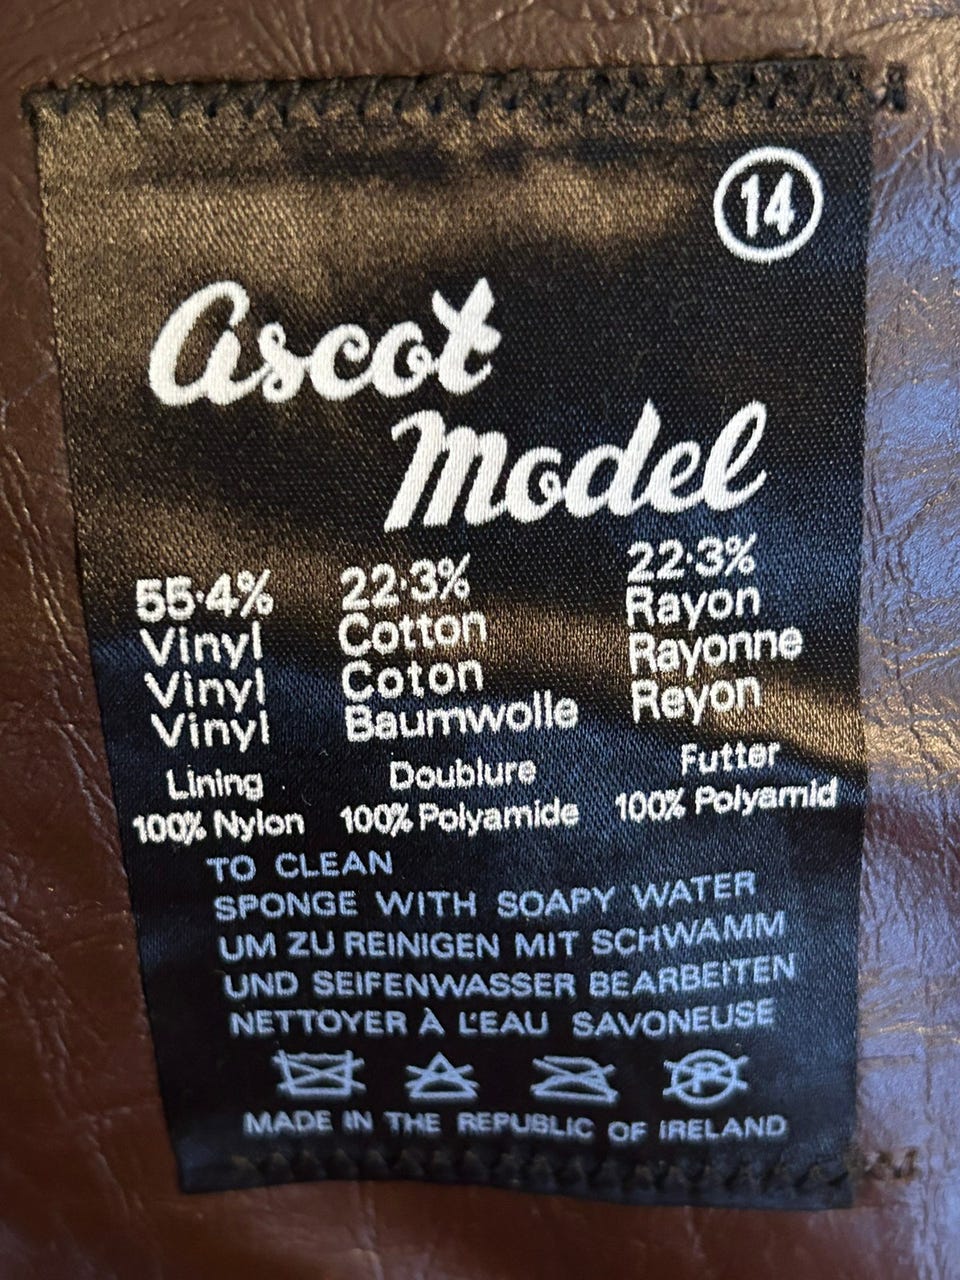 14
Ascot
Model
55·4% 22·3% 22·3%
Vinyl Cotton Rayon
Vinyl Coton Rayonne
Vinyl Baumwolle Reyon
Lining Doublure Futter
100% Nylon 100% Polyamide 100% Polyamid
TO CLEAN
SPONGE WITH SOAPY WATER
UM ZU REINIGEN MIT SCHWAMM
UND SEIFENWASSER BEARBEITEN
NETTOYER À L'EAU SAVONEUSE
P
MADE IN THE REPUBLIC OF IRELAND